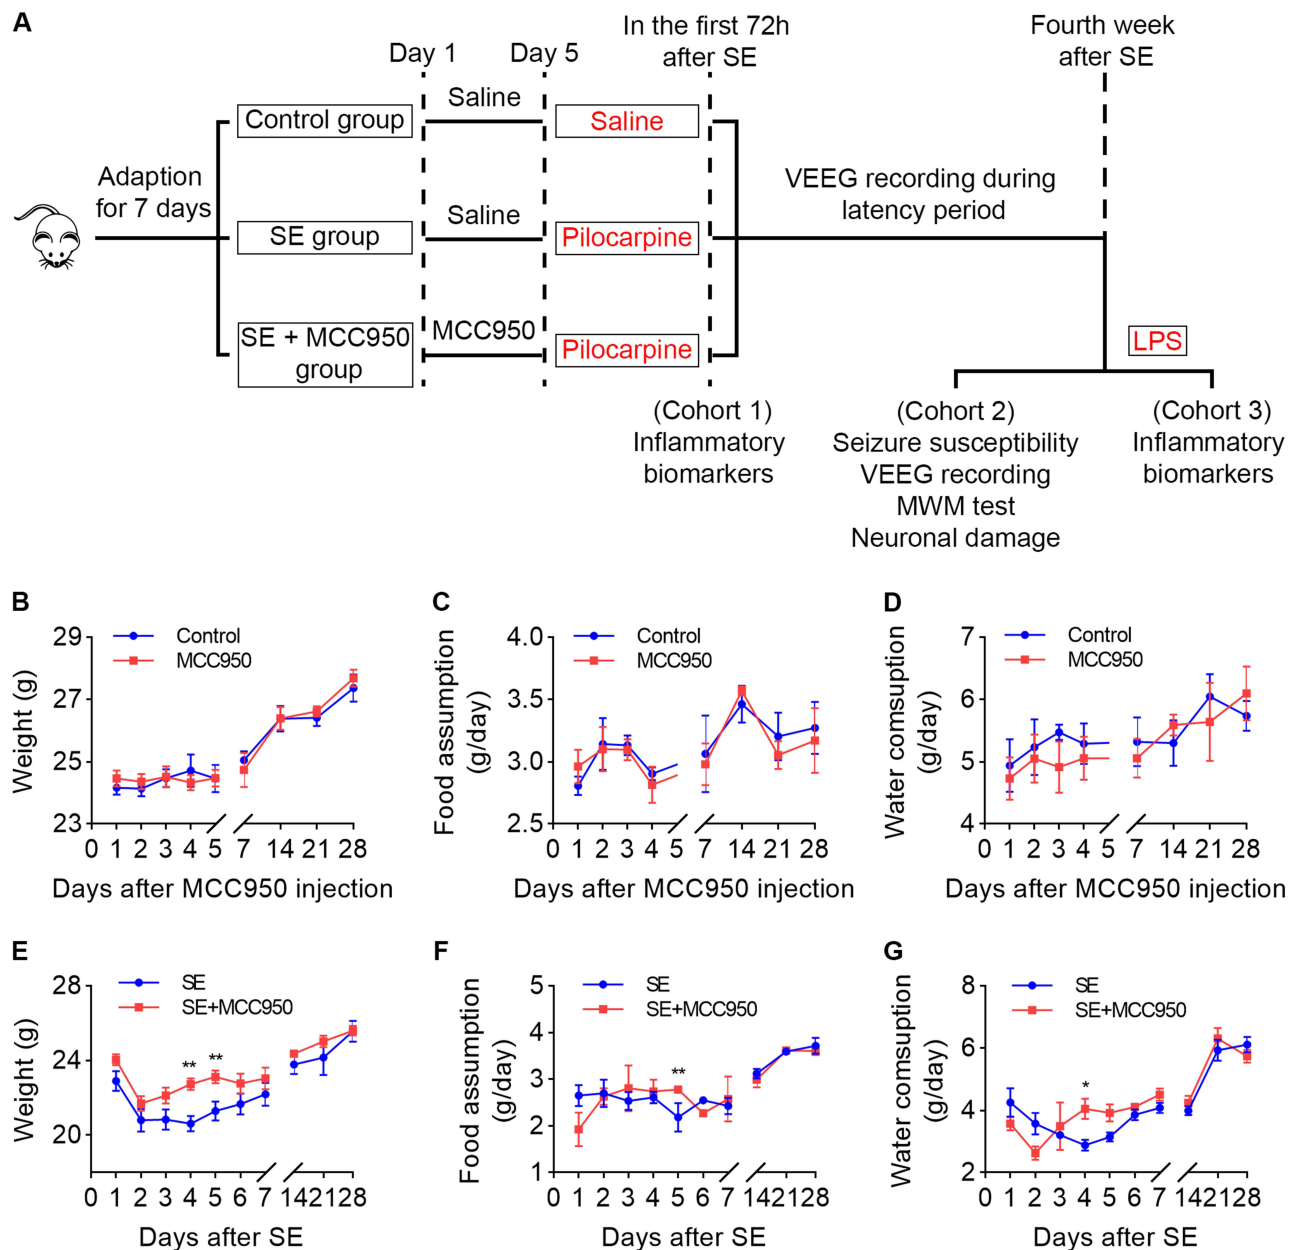 A
Day 1
Day 5
In the first 72h
after SE
Fourth week
after SE
Adaption
for 7 days
Control group
Saline
Saline
SE group
Saline
Pilocarpine
SE + MCC950
group
MCC950
Pilocarpine
VEEG recording during
latency period
LPS
(Cohort 1)
Inflammatory
biomarkers
(Cohort 2)
Seizure susceptibility
VEEG recording
MWM test
Neuronal damage
(Cohort 3)
Inflammatory
biomarkers
B
Weight (g)
29
27
25
23
Control
MCC950
0 1 2 3 4 5 7 14 21 28
Days after MCC950 injection
C
Food assumption
(g/day)
4.0
3.5
3.0
2.5
Control
MCC950
0 1 2 3 4 5 7 14 21 28
Days after MCC950 injection
D
Water comsuption
(g/day)
7
6
5
4
Control
MCC950
0 1 2 3 4 5 7 14 21 28
Days after MCC950 injection
E
Weight (g)
28
24
20
SE
SE+MCC950
** **
0 1 2 3 4 5 6 7 14 21 28
Days after SE
F
Food assumption
(g/day)
5
4
3
2
1
SE
SE+MCC950
**
0 1 2 3 4 5 6 7 14 21 28
Days after SE
G
Water comsuption
(g/day)
8
6
4
2
SE
SE+MCC950
*
0 1 2 3 4 5 6 7 14 21 28
Days after SE